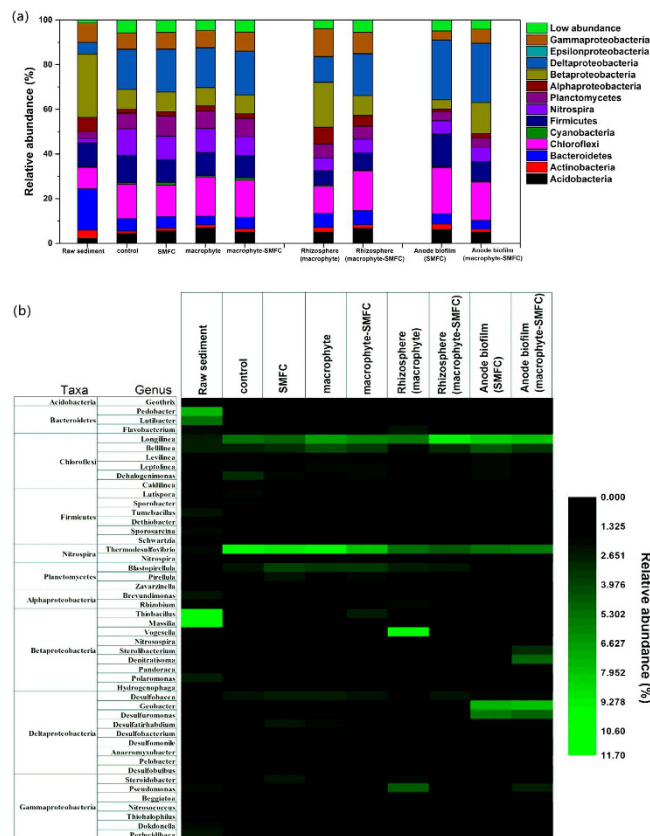 (a)
Relative abundance (%)
100
80
60
40
20
0
Raw sediment
control
SMFC
macrophyte
macrophyte-SMFC
Rhizosphere
(macrophyte)
Rhizosphere
(macrophyte-SMFC)
Anode biofilm
(SMFC)
Anode biofilm
(macrophyte-SMFC)
Low abundance
Gammaproteobacteria
Epsilonproteobacteria
Deltaproteobacteria
Betaproteobacteria
Alphaproteobacteria
Planctomycetes
Nitrospira
Firmicutes
Cyanobacteria
Chloroflexi
Bacteroidetes
Actinobacteria
Acidobacteria
(b)
Taxa
Genus
Raw sediment
control
SMFC
macrophyte
macrophyte-SMFC
Rhizosphere
(macrophyte)
Rhizosphere
(macrophyte-SMFC)
Anode biofilm
(SMFC)
Anode biofilm
(macrophyte-SMFC)
Acidobacteria
Geothrix
Bacteroidetes
Pedobacter
Lutibacter
Flavobacterium
Chloroflexi
Longilinea
Bellilinea
Levilinea
Leptolinea
Dehalogenimonas
Caldilinea
Firmicutes
Lutispora
Sporobacter
Tumebacillus
Dethiobacter
Sporosarcina
Schwartzia
Nitrospira
Thermodesulfovibrio
Nitrospira
Planctomycetes
Blastopirellula
Pirellula
Zavarzinella
Alphaproteobacteria
Brevundimonas
Rhizobium
Betaproteobacteria
Thiobacillus
Massilia
Vogesella
Nitrosospira
Sterolibacterium
Denitratisoma
Pandoraea
Polaromonas
Hydrogenophaga
Deltaproteobacteria
Desulfobacca
Geobacter
Desulfuromonas
Desulfatirhabdium
Desulfobacterium
Desulfomonile
Anaeromyxobacter
Pelobacter
Desulfobulbus
Gammaproteobacteria
Steroidobacter
Pseudomonas
Beggiatoa
Nitrosococcus
Thiohalophilus
Dokdonella
0.000
1.325
2.651
3.976
5.302
6.627
7.952
9.278
10.60
11.70
Relative abundance (%)